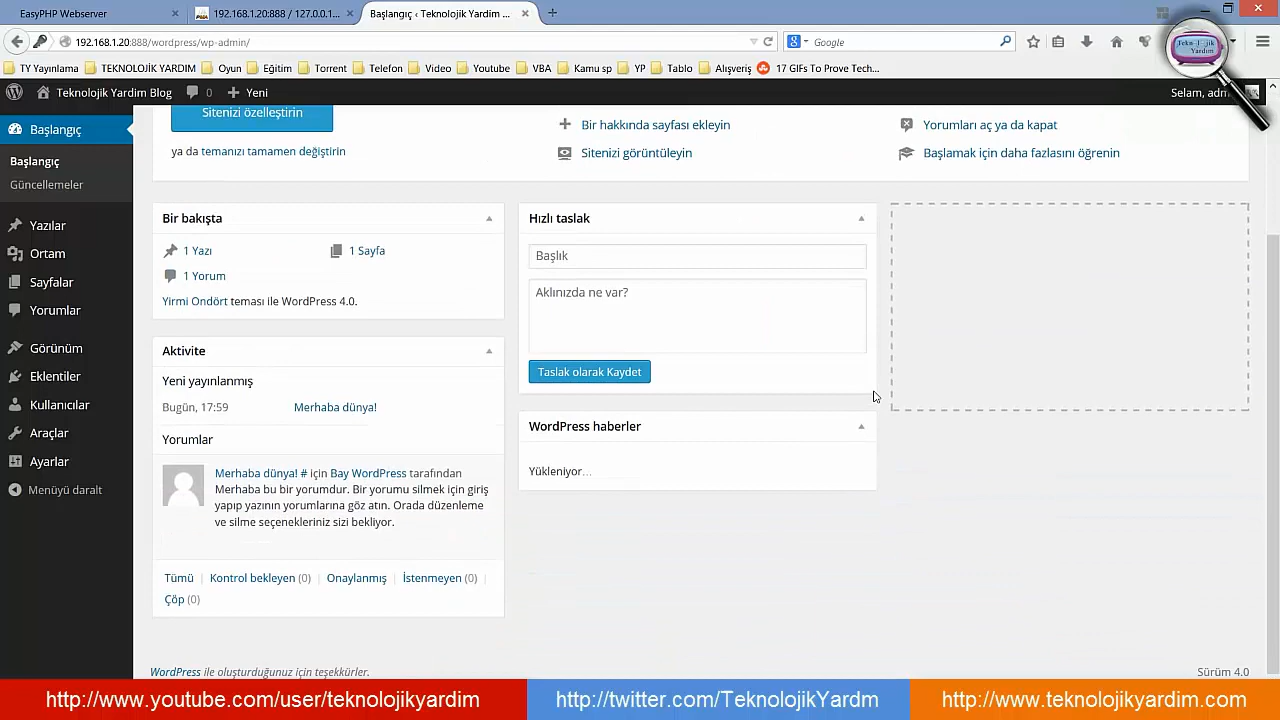 EasyPHP Webserver
192.168.1.20:888 / 127.0.0.1...
Başlangıç ‹ Teknolojik Yardim ...
192.168.1.20:888/wordpress/wp-admin/
Google
TY Yayınlama
TEKNOLOJİK YARDIM
Oyun
Eğitim
Torrent
Telefon
Video
Youtube
VBA
Kamu sp
YP
Tablo
Alışveriş
17 GIFs To Prove Tech...
Teknolojik Yardim Blog
0
Yeni
Selam,
Başlangıç
Başlangıç
Güncellemeler
Yazılar
Ortam
Sayfalar
Yorumlar
Görünüm
Eklentiler
Kullanıcılar
Araçlar
Ayarlar
Menüyü daralt
Sitenizi özelleştirin
ya da temanızı tamamen değiştirin
Bir hakkında sayfası ekleyin
Sitenizi görüntüleyin
Yorumları aç ya da kapat
Başlamak için daha fazlasını öğrenin
Bir bakışta
1 Yazı
1 Sayfa
1 Yorum
Yirmi Ondört teması ile WordPress 4.0.
Aktivite
Yeni yayınlanmış
Bugün, 17:59
Merhaba dünya!
Yorumlar
Merhaba dünya! # için Bay WordPress tarafından
Merhaba bu bir yorumdur. Bir yorumu silmek için giriş
yapıp yazının yorumlarına göz atın. Orada düzenleme
ve silme seçenekleriniz sizi bekliyor.
Tümü | Kontrol bekleyen (0) | Onaylanmış | İstenmeyen (0) |
Çöp (0)
Hızlı taslak
Başlık
Aklınızda ne var?
Taslak olarak Kaydet
WordPress haberler
Yükleniyor...
WordPress ile oluşturduğunuz için teşekkürler.
Sürüm 4.0
http://www.youtube.com/user/teknolojikyardim
http://twitter.com/TeknolojikYardm
http://www.teknolojikyardim.com